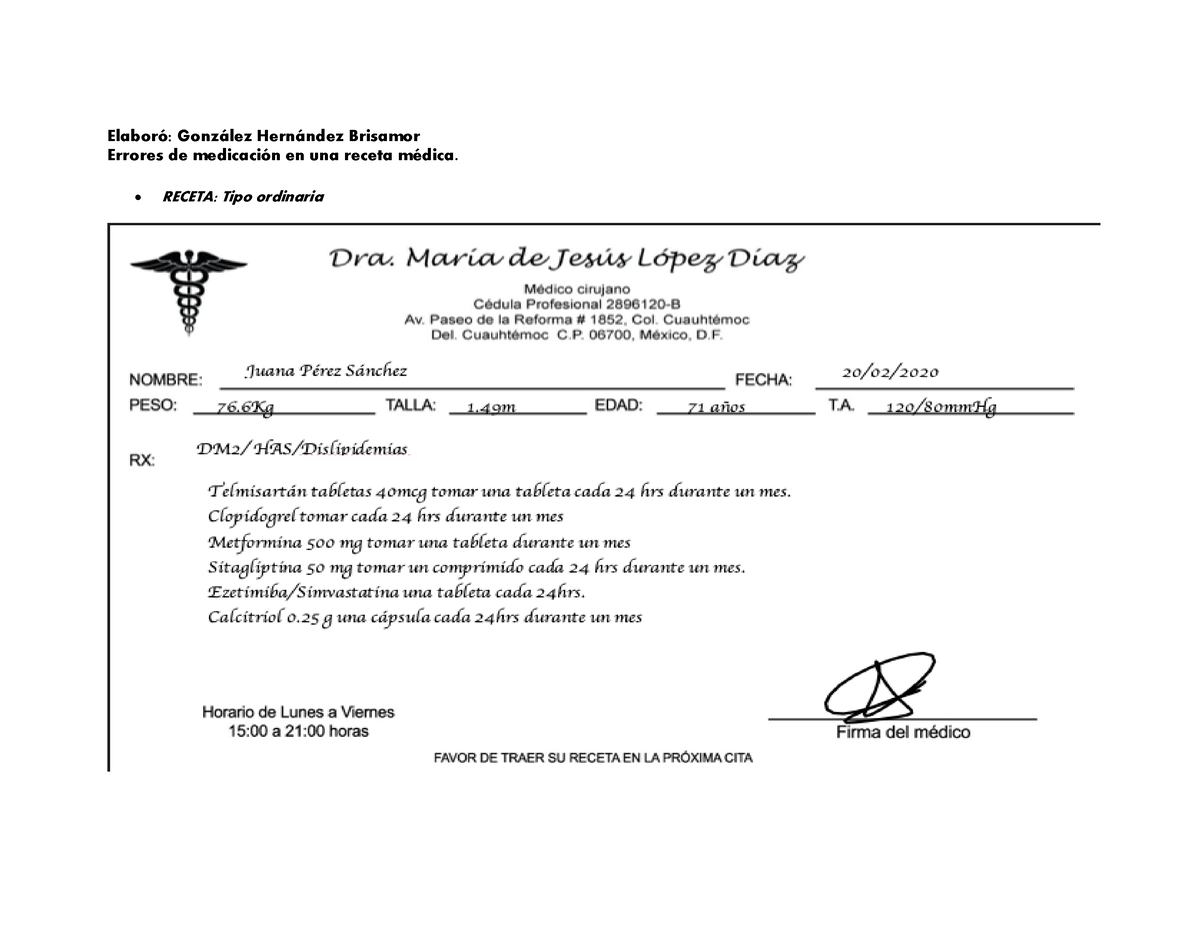 Elaboró: González Hernández Brisamor
Errores de medicación en una receta médica.
• RECETA: Tipo ordinaria
Dra. María de Jesús López Díaz
Médico cirujano
Cédula Profesional 2896120-B
Av. Paseo de la Reforma # 1852, Col. Cuauhtémoc
Del. Cuauhtémoc C.P. 06700, México, D.F.
NOMBRE: Juana Pérez Sánchez FECHA: 20/02/2020
PESO: 76.6Kg TALLA: 1.49m EDAD: 71 años T.A. 120/80mmHg
RX: DM2/ HAS/Dislipidemias
Telmisartán tabletas 40mcg tomar una tableta cada 24 hrs durante un mes.
Clopidogrel tomar cada 24 hrs durante un mes
Metformina 500 mg tomar una tableta durante un mes
Sitagliptina 50 mg tomar un comprimido cada 24 hrs durante un mes.
Ezetimiba/Simvastatina una tableta cada 24hrs.
Calcitriol 0.25 g una cápsula cada 24hrs durante un mes
Horario de Lunes a Viernes
15:00 a 21:00 horas
Firma del médico
FAVOR DE TRAER SU RECETA EN LA PRÓXIMA CITA